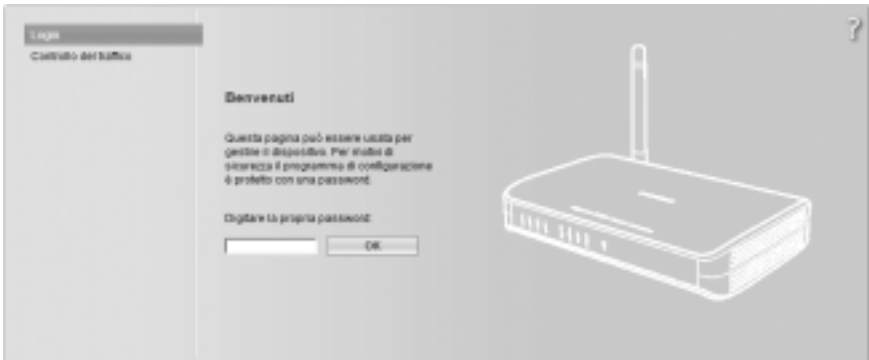 Login
Controllo del traffico
?
Benvenuti
Questa pagina può essere usata per
gestire il dispositivo. Per motivi di
sicurezza il programma di configurazione
è protetto con una password.
Digitare la propria password:
OK